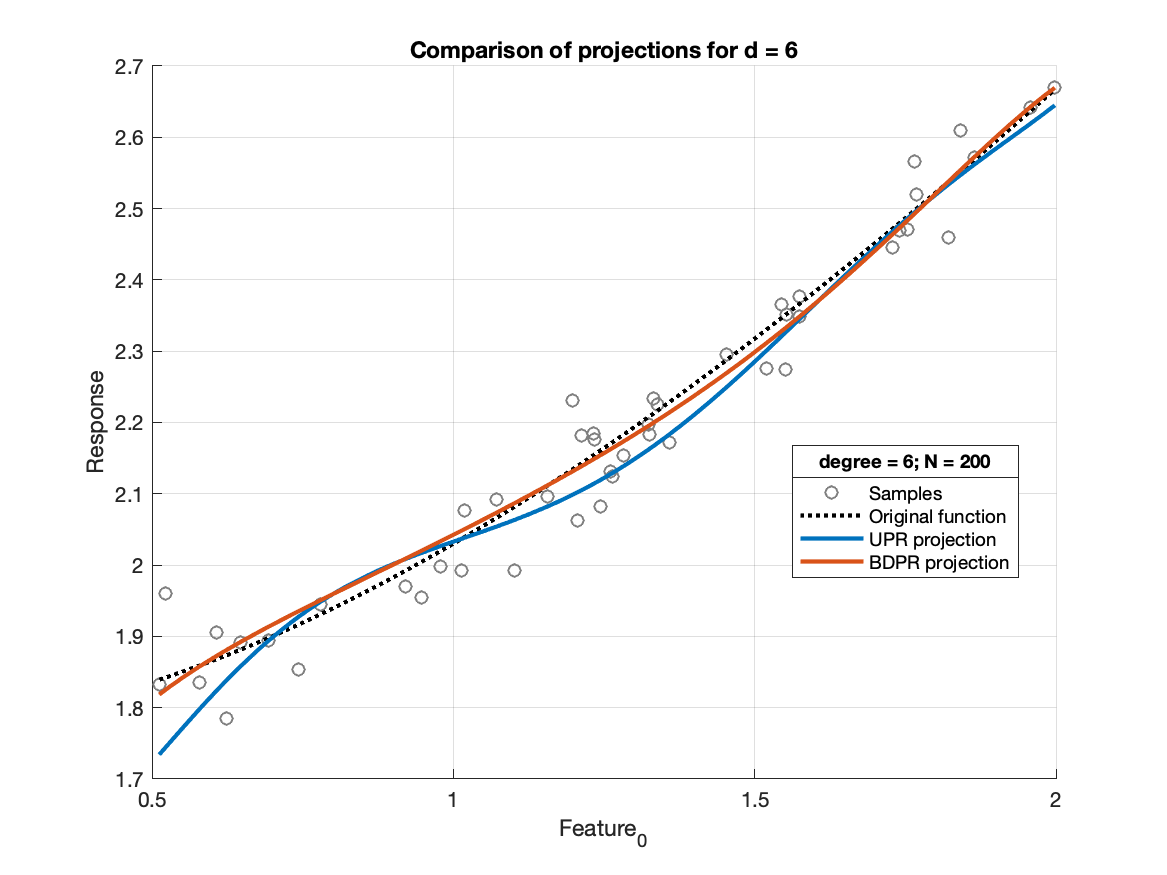 Comparison of projections for d = 6
2.7
2.6
2.5
2.4
2.3
2.2
2.1
2
1.9
1.8
1.7
Response
degree = 6; N = 200
Samples
Original function
UPR projection
BDPR projection
0.5
1
1.5
2
Feature0